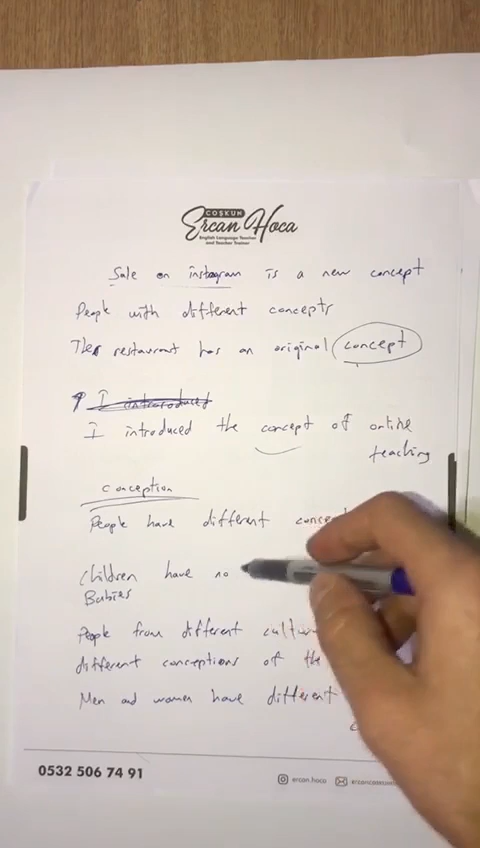 COŞKUN
Ercan Hoca
English Language Teacher
and Teacher Trainer
Sale on instagram is a new concept
People with different concepts
The restaurant has an original concept
I introduced
I introduced the concept of online
teaching
Conception
People have different
Children have no
Babies
People from different
different conceptions of the
Men and women have different
0532 506 74 91
ercan.hoca